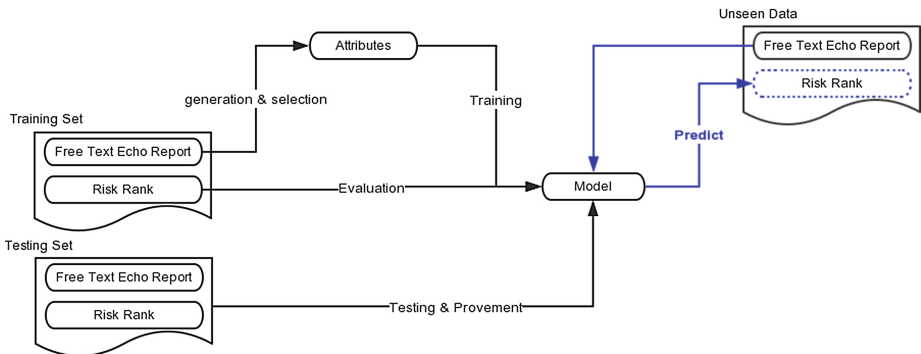 Unseen Data
Free Text Echo Report
Risk Rank
Predict
Attributes
generation & selection
Training
Training Set
Free Text Echo Report
Risk Rank
Evaluation
Model
Testing Set
Free Text Echo Report
Risk Rank
Testing & Provement